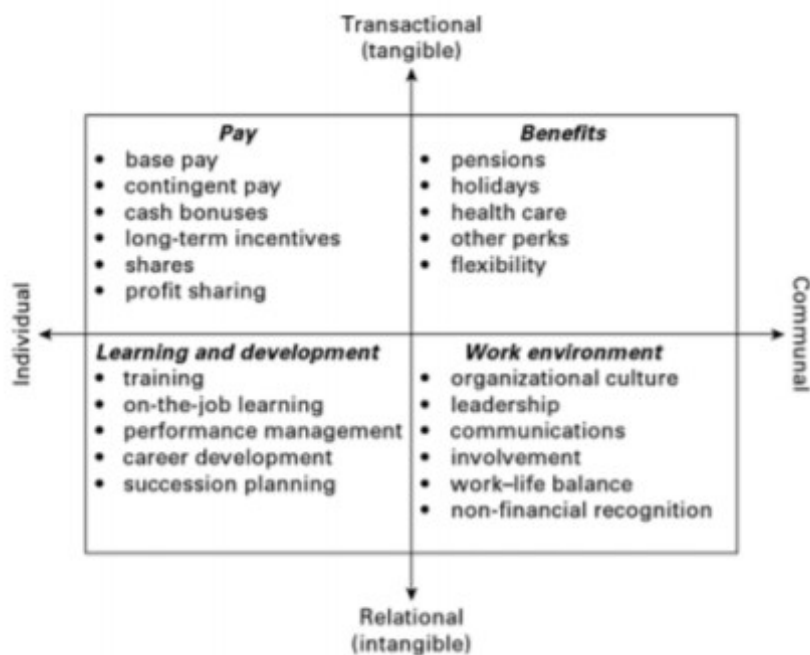 Transactional
(tangible)
Pay
• base pay
• contingent pay
• cash bonuses
• long-term incentives
• shares
• profit sharing
Benefits
• pensions
• holidays
• health care
• other perks
• flexibility
Individual
Communal
Learning and development
• training
• on-the-job learning
• performance management
• career development
• succession planning
Work environment
• organizational culture
• leadership
• communications
• involvement
• work–life balance
• non-financial recognition
Relational
(intangible)